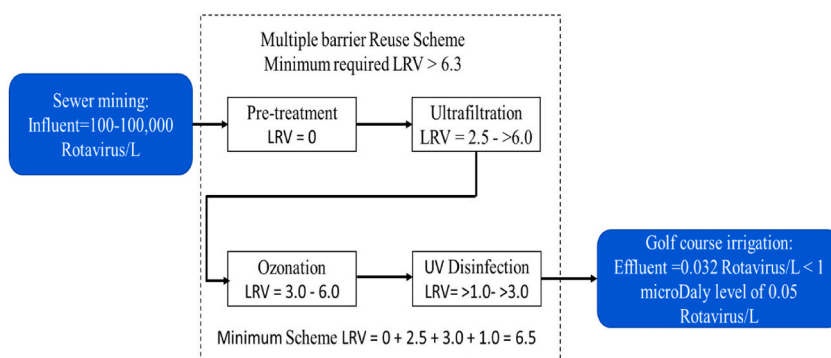 Multiple barrier Reuse Scheme
Minimum required LRV > 6.3
Sewer mining:
Influent=100-100,000
Rotavirus/L
Pre-treatment
LRV = 0
Ultrafiltration
LRV = 2.5 - >6.0
Ozonation
LRV = 3.0 - 6.0
UV Disinfection
LRV= >1.0- >3.0
Golf course irrigation:
Effluent =0.032 Rotavirus/L < 1
microDaly level of 0.05
Rotavirus/L
Minimum Scheme LRV = 0 + 2.5 + 3.0 + 1.0 = 6.5